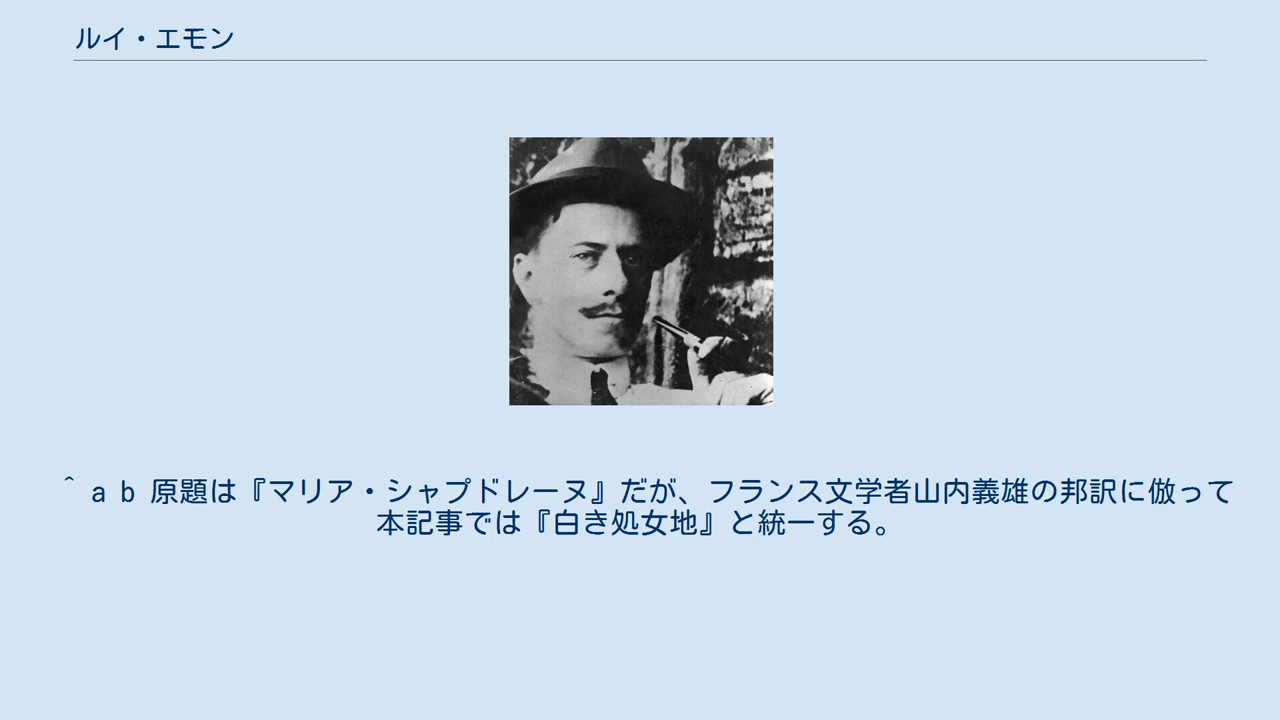 ルイ・エモン
^ a b 原題は『マリア・シャプドレーヌ』だが、フランス文学者山内義雄の邦訳に倣って
本記事では『白き処女地』と統一する。